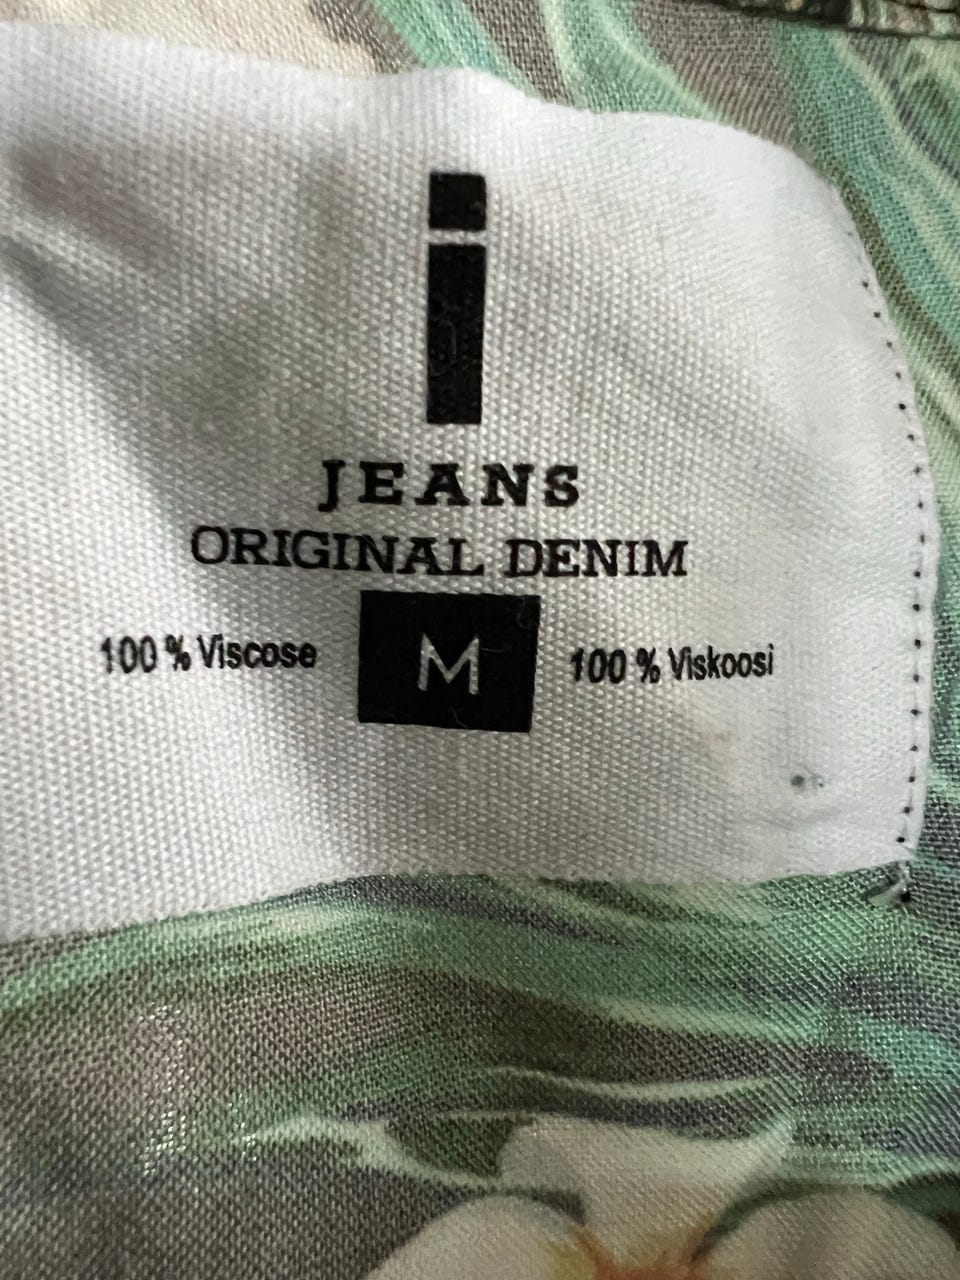 i
JEANS
ORIGINAL DENIM
100 % Viscose M 100 % Viskoosi